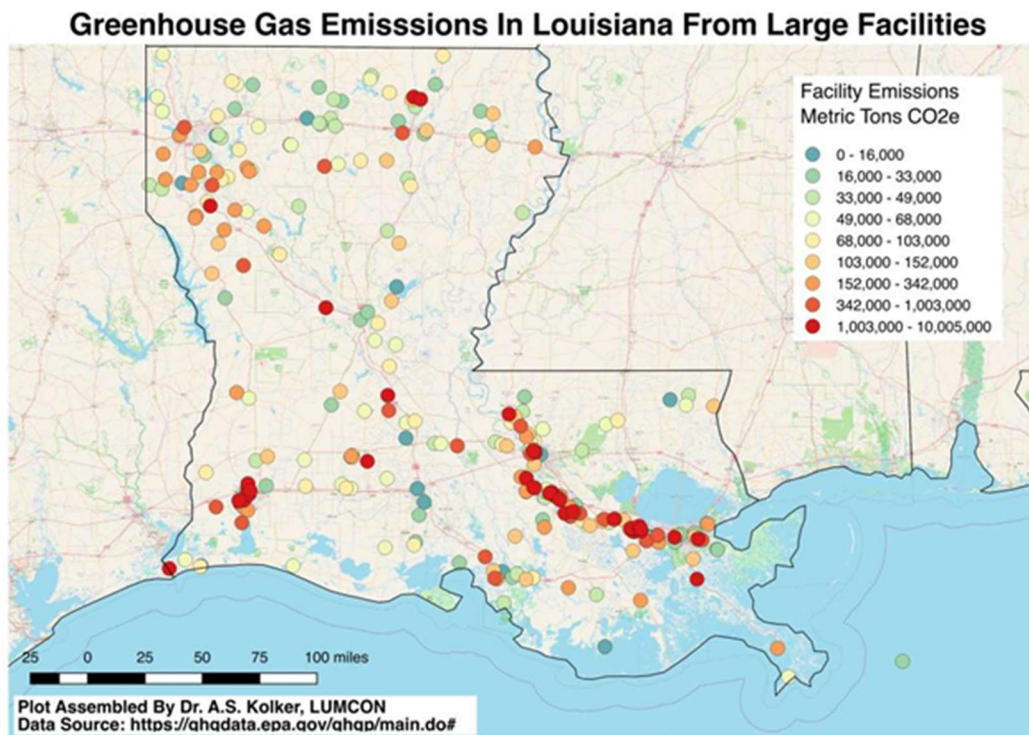 Greenhouse Gas Emisssions In Louisiana From Large Facilities
Facility Emissions
Metric Tons CO2e
0 - 16,000
16,000 - 33,000
33,000 - 49,000
49,000 - 68,000
68,000 - 103,000
103,000 - 152,000
152,000 - 342,000
342,000 - 1,003,000
1,003,000 - 10,005,000
25 0 25 50 75 100 miles
Plot Assembled By Dr. A.S. Kolker, LUMCON
Data Source: https://ghgdata.epa.gov/ghgp/main.do#